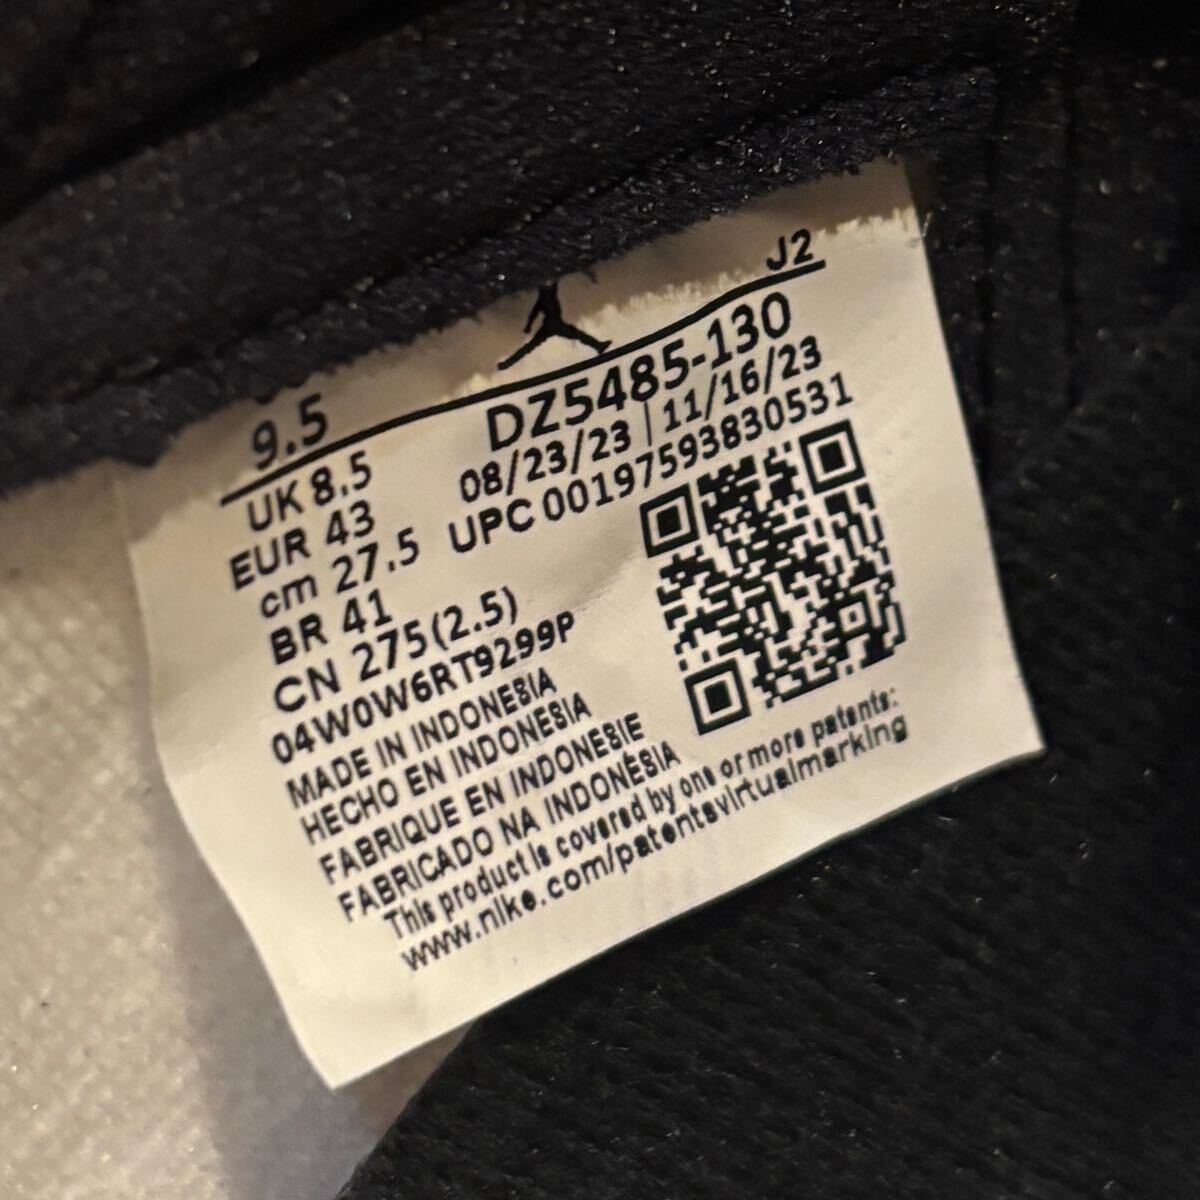 J2
9.5
DZ5485-130
UK 8.5
08/23/23 | 11/16/23
EUR 43
UPC 00197593830531
cm 27.5
BR 41
CN 275(2.5)
04W0W6RT9299P
MADE IN INDONESIA
HECHO EN INDONESIA
FABRIQUE EN INDONESIE
FABRICADO NA INDONÉSIA
This product is covered by one or more patents:
www.nike.com/patentsvirtualmarking